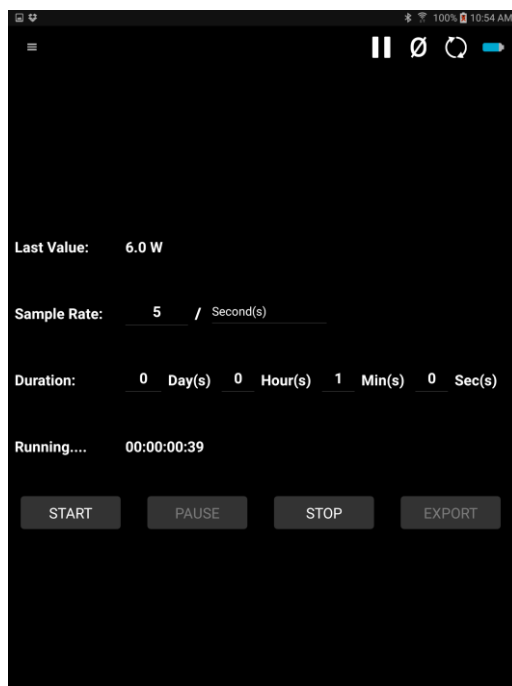 100% 10:54 AM
Last Value: 6.0 W
Sample Rate: 5 / Second(s)
Duration: 0 Day(s) 0 Hour(s) 1 Min(s) 0 Sec(s)
Running.... 00:00:00:39
START PAUSE STOP EXPORT